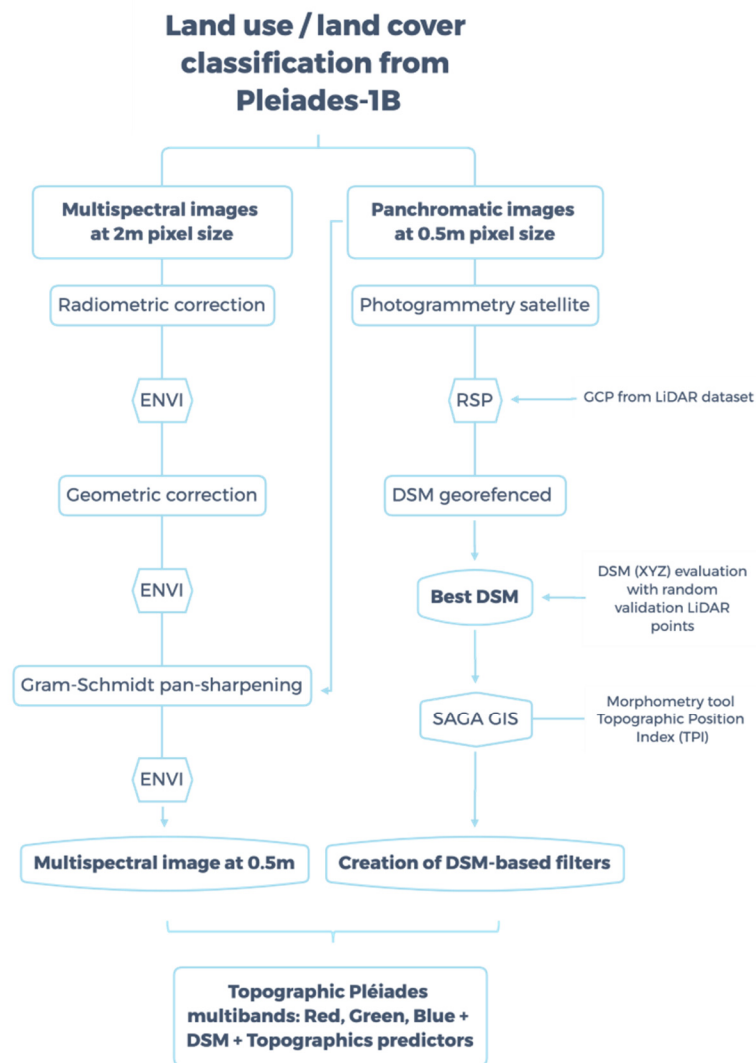 Land use / land cover
classification from
Pleiades-1B
Multispectral images
at 2m pixel size
Panchromatic images
at 0.5m pixel size
Radiometric correction
Photogrammetry satellite
ENVI
RSP
GCP from LiDAR dataset
Geometric correction
DSM georefenced
ENVI
Best DSM
DSM (XYZ) evaluation
with random
validation LiDAR
points
Gram-Schmidt pan-sharpening
SAGA GIS
Morphometry tool
Topographic Position
Index (TPI)
ENVI
Multispectral image at 0.5m
Creation of DSM-based filters
Topographic Pléiades
multibands: Red, Green, Blue +
DSM + Topographics predictors